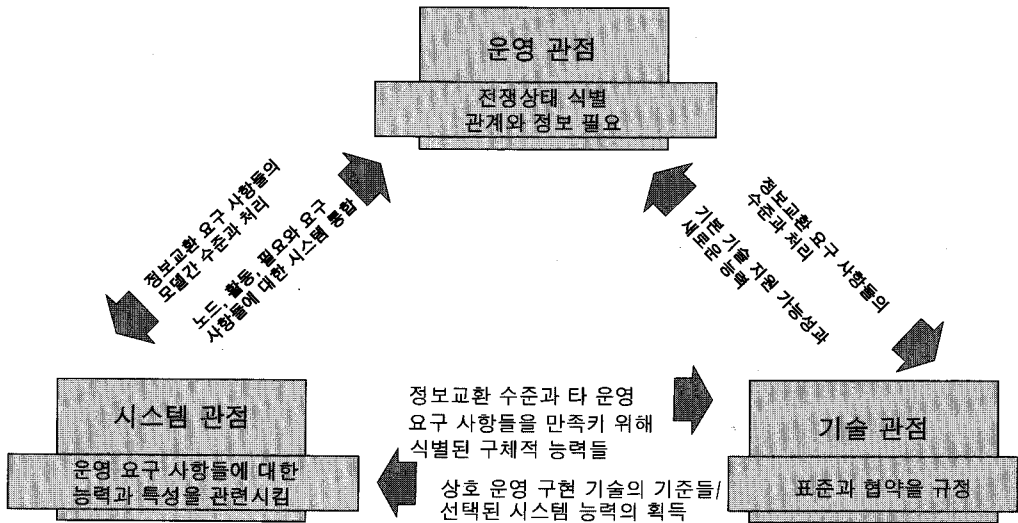 운영 관점
전쟁상태 식별
관계와 정보 필요
정보교환 요구 사항들의
모델간 수준과 처리
노드, 활동, 필요와 요구
사항들에 대한 시스템 통합
정보교환 요구 사항들의
수준과 처리
기본 기술 지원 가능성과
새로운 능력
시스템 관점
운영 요구 사항들에 대한
능력과 특성을 관련시킴
정보교환 수준과 타 운영
요구 사항들을 만족키 위해
식별된 구체적 능력들
상호 운영 구현 기술의 기준들/
선택된 시스템 능력의 획득
기술 관점
표준과 협약을 규정